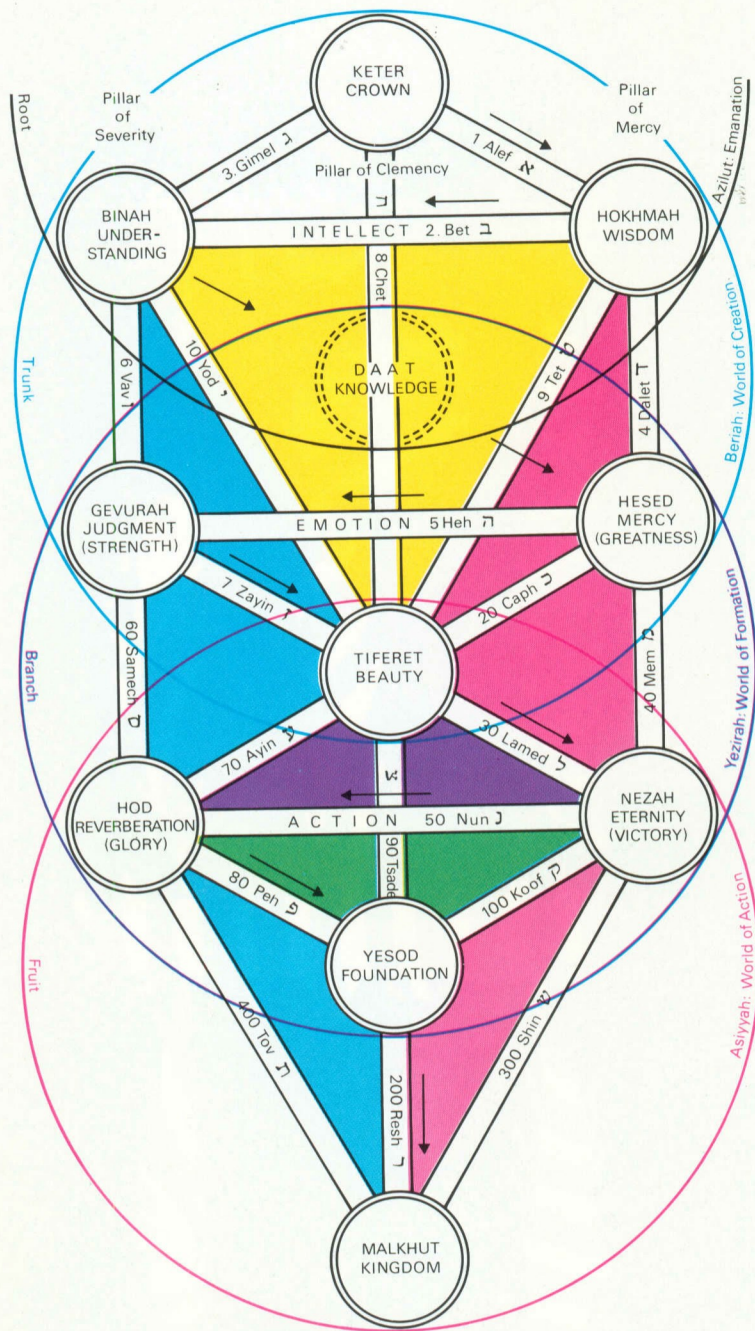 KETER
CROWN
Pillar
of
Severity
Pillar
of
Mercy
Root
Azilut: Emanation
3. Gimel ג
1 Alef א
Pillar of Clemency
BINAH
UNDER-
STANDING
HOKHMAH
WISDOM
INTELLECT 2. Bet ב
ח
8 Chet
DAAT
KNOWLEDGE
Trunk
Beriah: World of Creation
6 Vav ו
10 Yod י
9 Tet ט
4 Dalet ד
GEVURAH
JUDGMENT
(STRENGTH)
HESED
MERCY
(GREATNESS)
EMOTION 5 Heh ה
7 Zayin ז
20 Caph כ
TIFERET
BEAUTY
60 Samech ס
40 Mem מ
Branch
Yezirah: World of Formation
70 Ayin ע
30 Lamed ל
HOD
REVERBERATION
(GLORY)
NEZAH
ETERNITY
(VICTORY)
ACTION 50 Nun נ
צ
90 Tsade
80 Peh פ
100 Koof ק
YESOD
FOUNDATION
Fruit
Asiyyah: World of Action
400 Tov ת
200 Resh ר
300 Shin ש
MALKHUT
KINGDOM